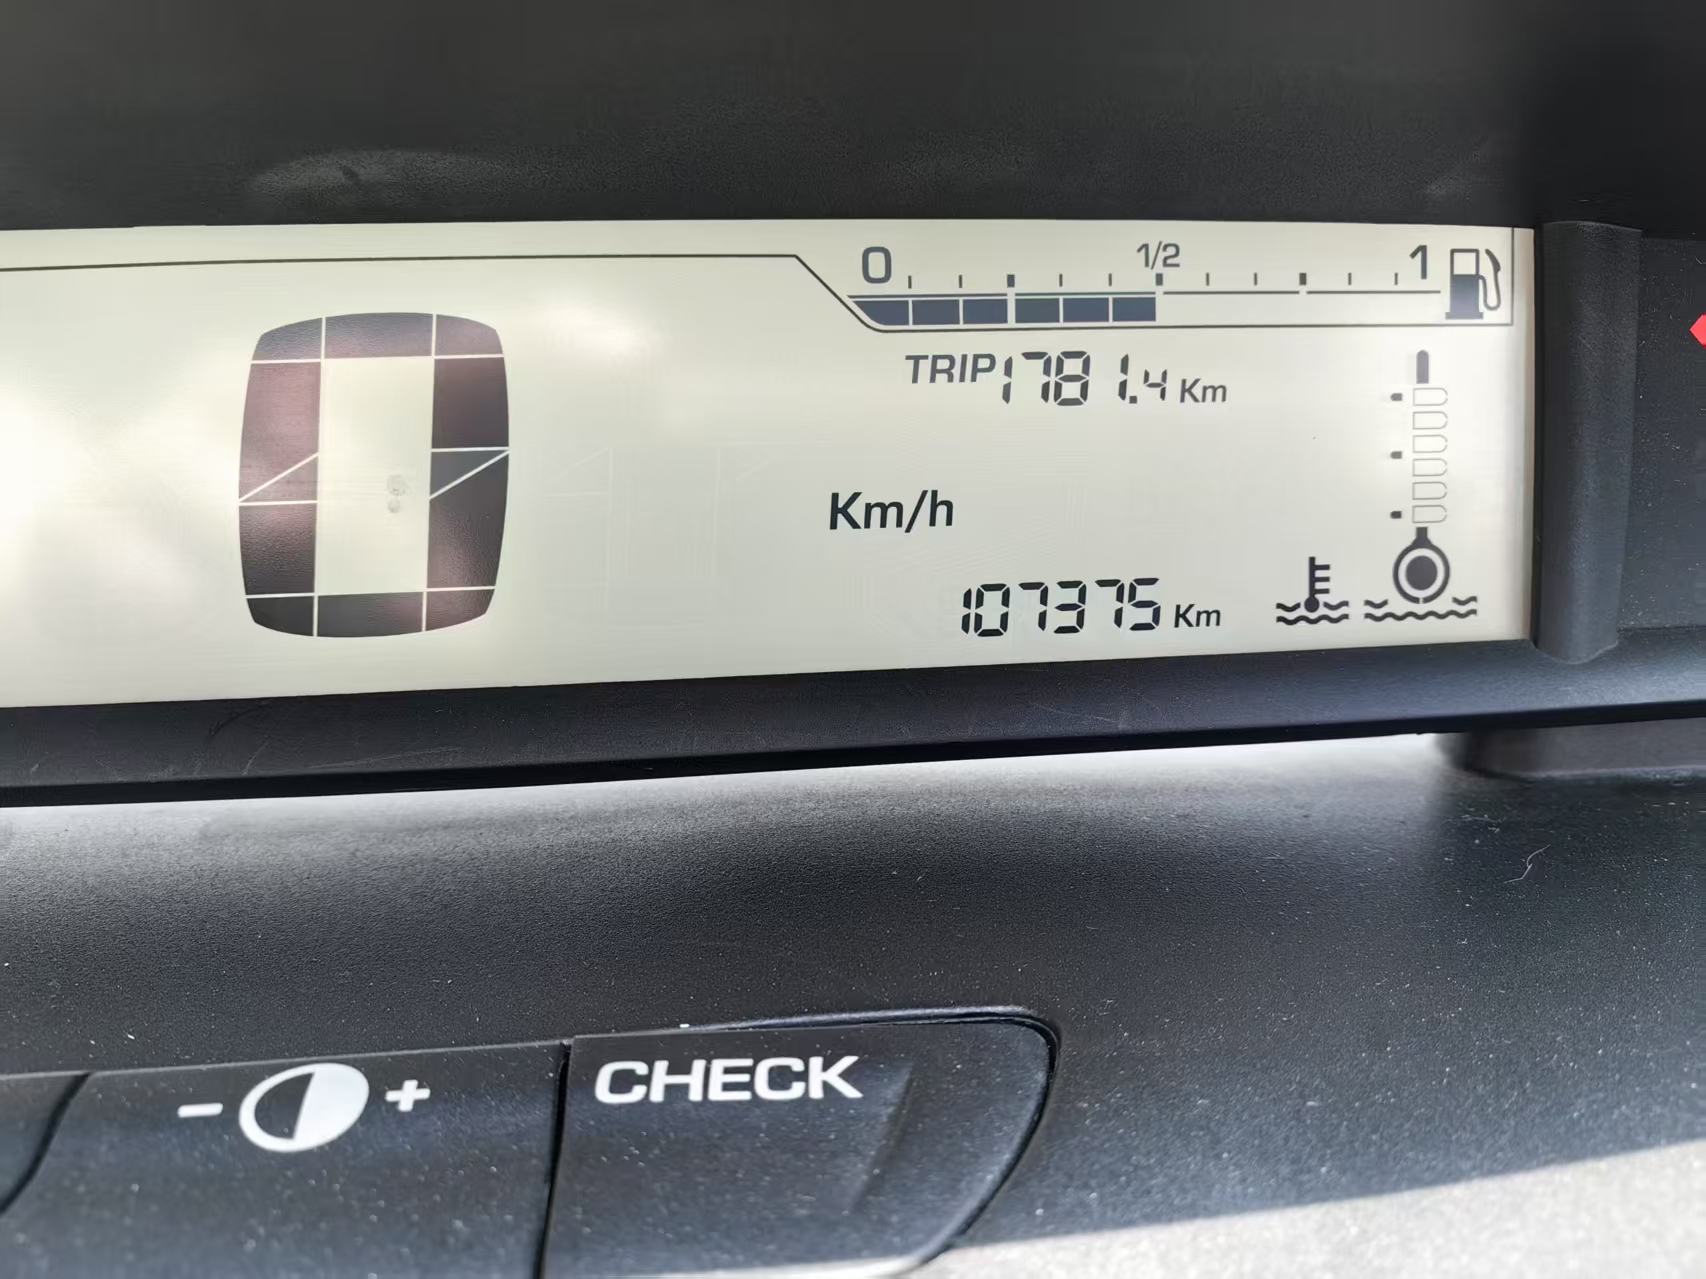 0 1/2 1
TRIP 1781.4 Km
0 Km/h
107375 Km
- +
CHECK